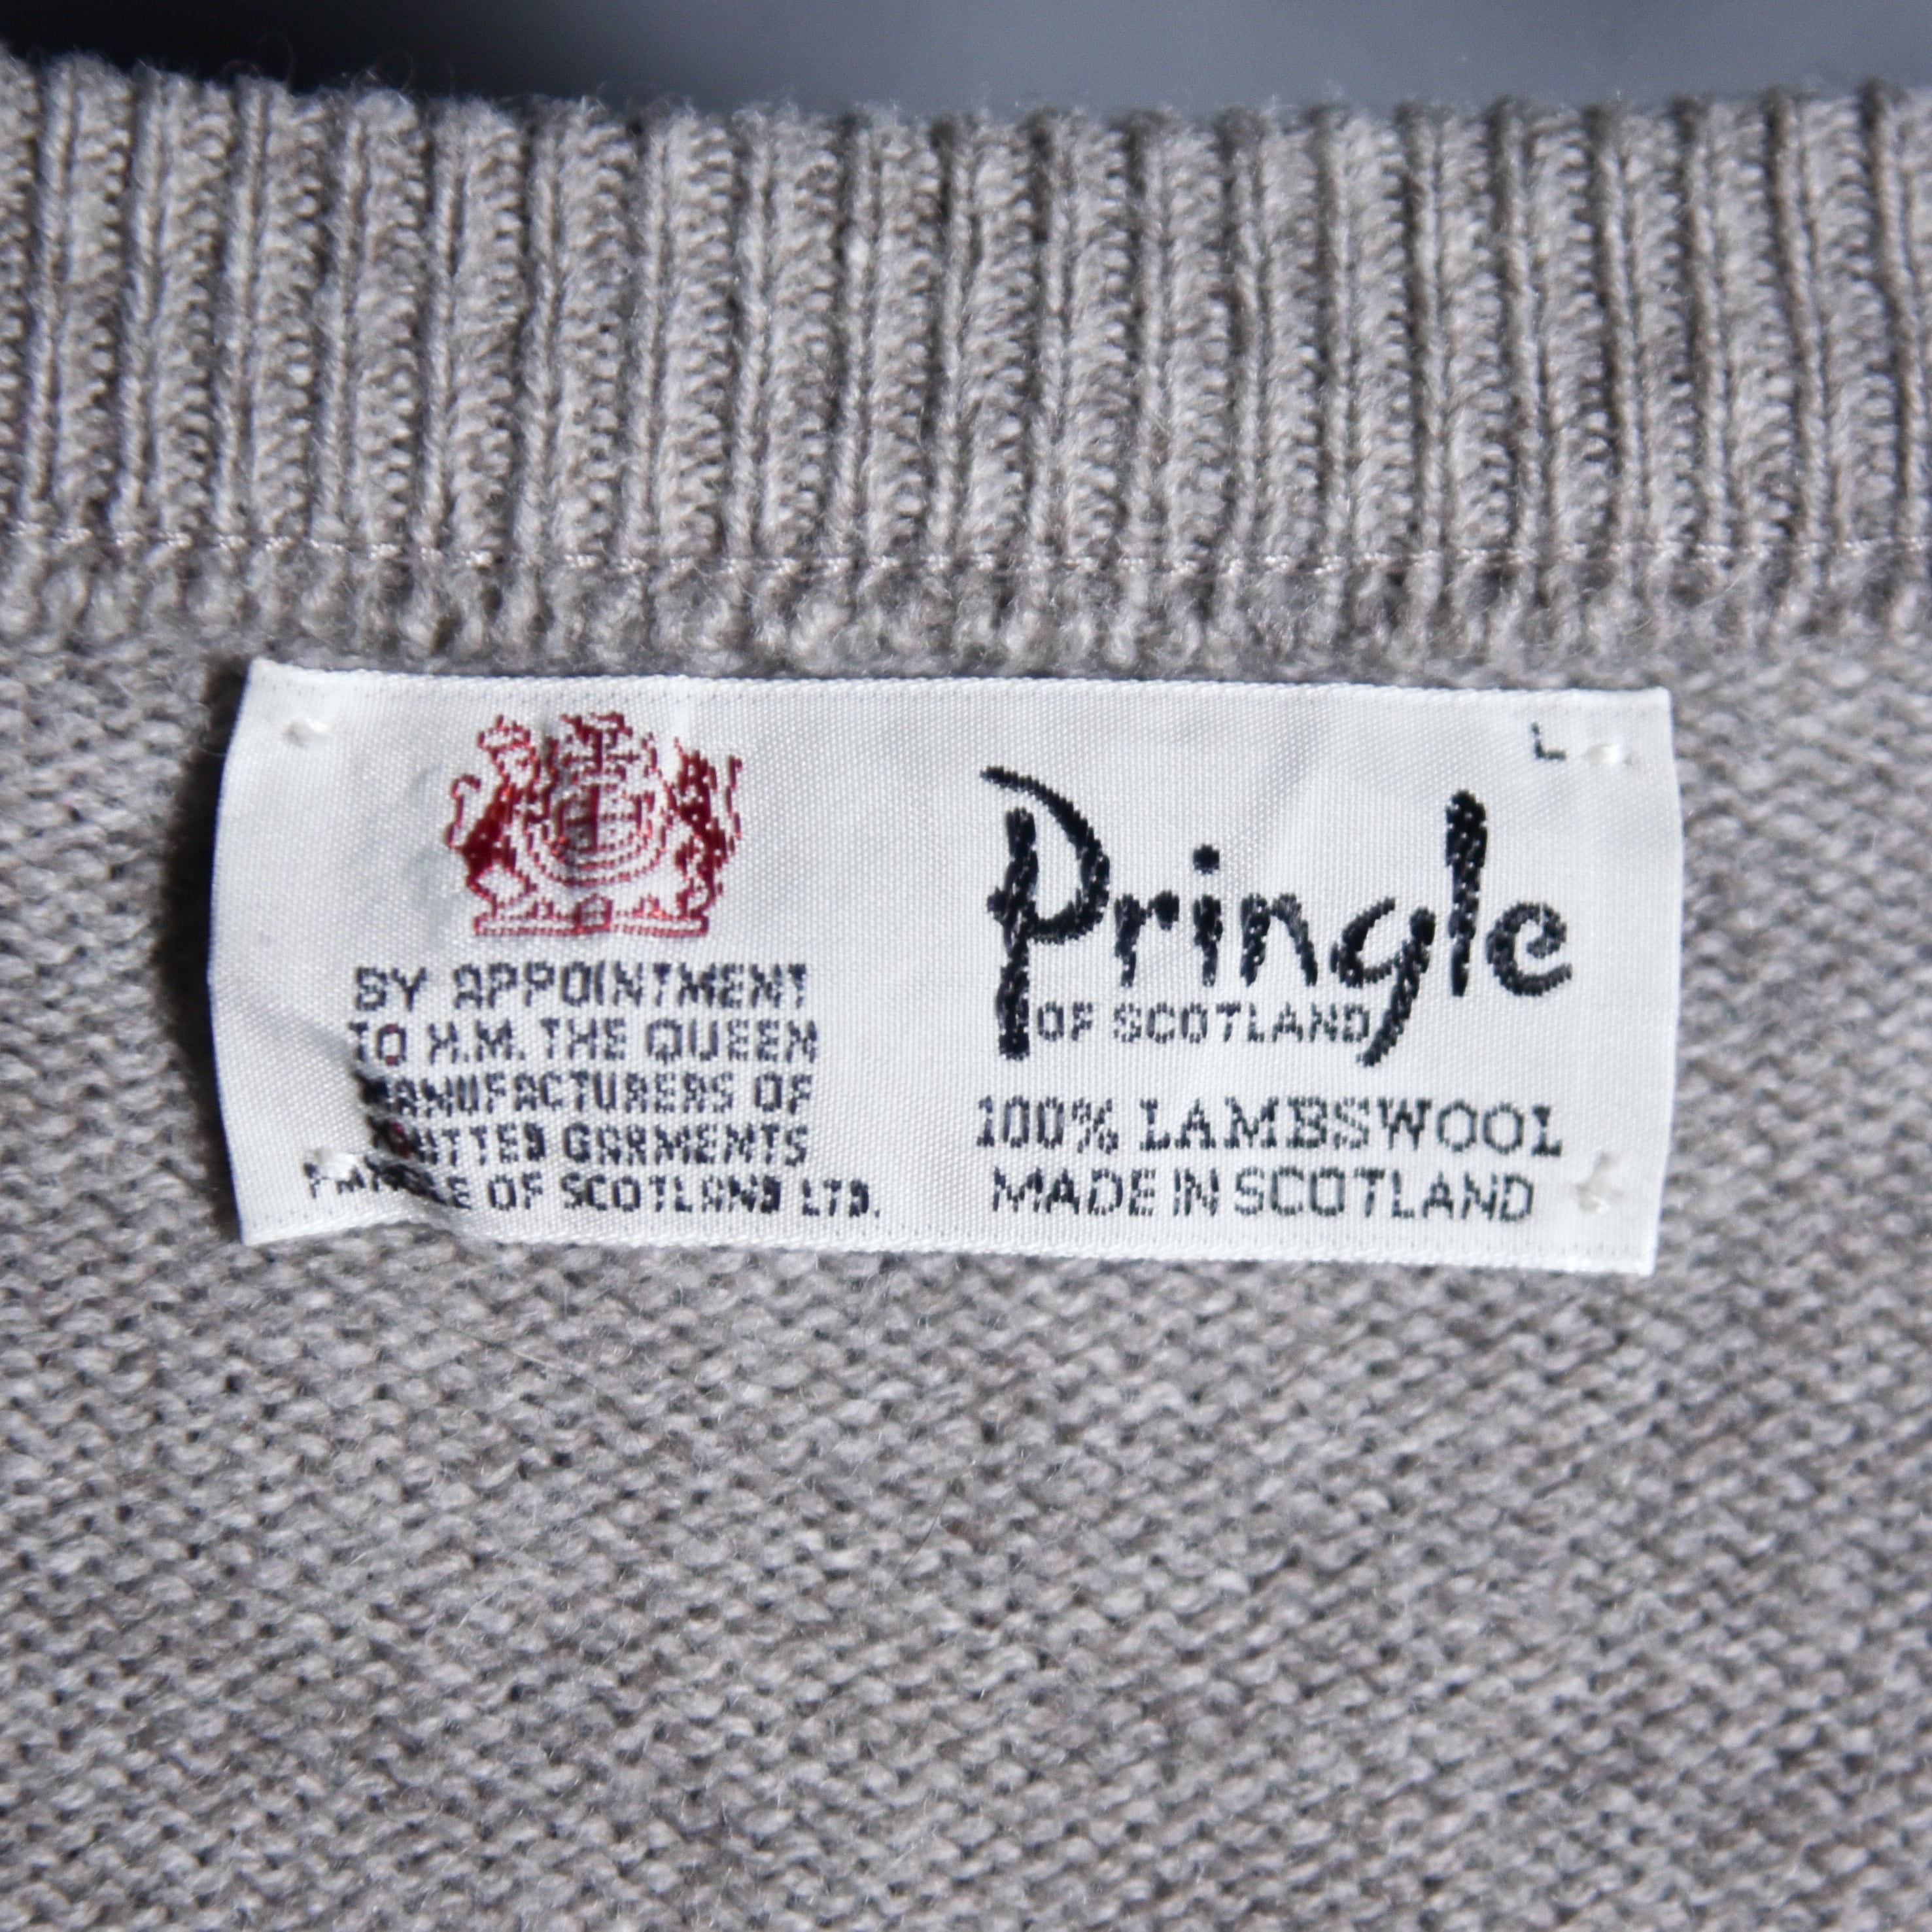 BY APPOINTMENT
TO H.M. THE QUEEN
MANUFACTURERS OF
KNITTED GARMENTS
PRINGLE OF SCOTLAND LTD.
L
Pringle
OF SCOTLAND
100% LAMBSWOOL
MADE IN SCOTLAND